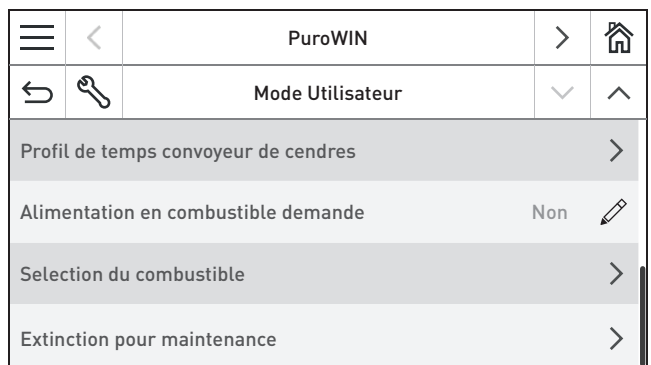 PuroWIN
Mode Utilisateur
Profil de temps convoyeur de cendres
Alimentation en combustible demande Non
Selection du combustible
Extinction pour maintenance